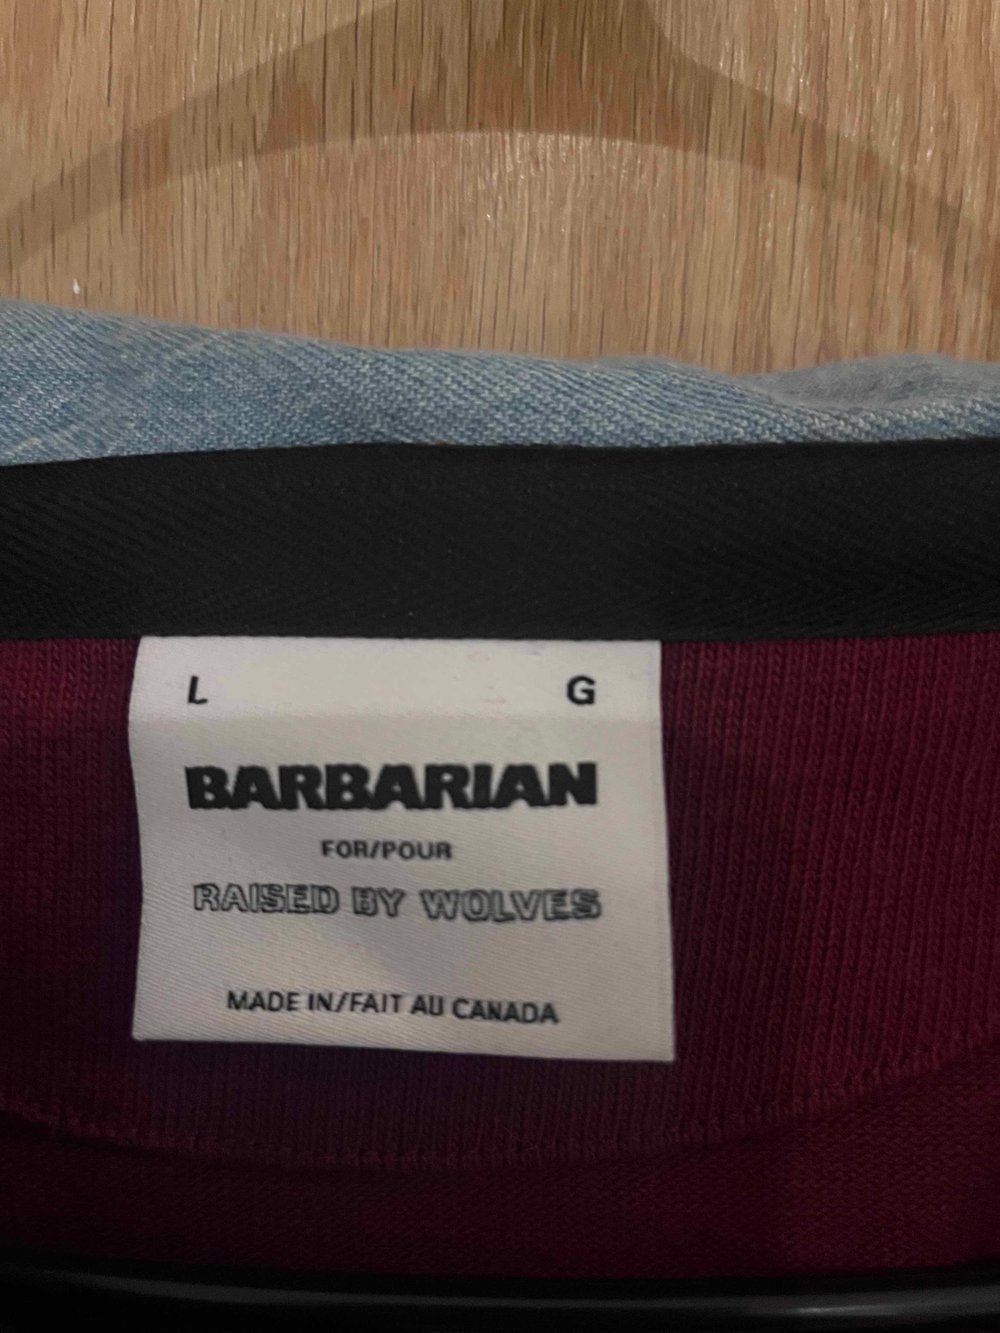 L G
BARBARIAN
FOR/POUR
RAISED BY WOLVES
MADE IN/FAIT AU CANADA